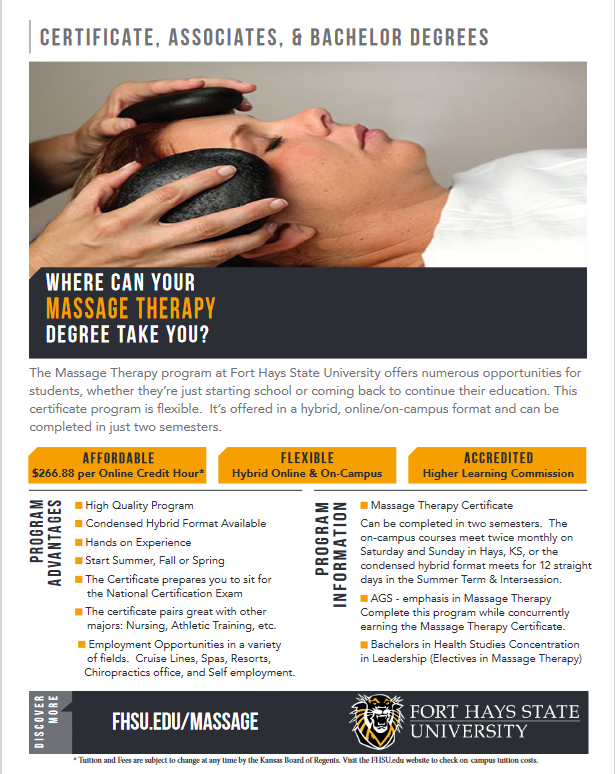 CERTIFICATE, ASSOCIATES, & BACHELOR DEGREES
WHERE CAN YOUR
MASSAGE THERAPY
DEGREE TAKE YOU?
The Massage Therapy program at Fort Hays State University offers numerous opportunities for
students, whether they're just starting school or coming back to continue their education. This
certificate program is flexible. It's offered in a hybrid, online/on-campus format and can be
completed in just two semesters.
AFFORDABLE
$266.88 per Online Credit Hour*
FLEXIBLE
Hybrid Online & On-Campus
ACCREDITED
Higher Learning Commission
PROGRAM
ADVANTAGES
High Quality Program
Condensed Hybrid Format Available
Hands on Experience
Start Summer, Fall or Spring
The Certificate prepares you to sit for
the National Certification Exam
The certificate pairs great with other
majors: Nursing, Athletic Training, etc.
Employment Opportunities in a variety
of fields. Cruise Lines, Spas, Resorts,
Chiropractics office, and Self employment.
PROGRAM
INFORMATION
Massage Therapy Certificate
Can be completed in two semesters. The
on-campus courses meet twice monthly on
Saturday and Sunday in Hays, KS, or the
condensed hybrid format meets for 12 straight
days in the Summer Term & Intersession.
AGS - emphasis in Massage Therapy
Complete this program while concurrently
earning the Massage Therapy Certificate.
Bachelors in Health Studies Concentration
in Leadership (Electives in Massage Therapy)
DISCOVER
MORE
FHSU.EDU/MASSAGE
FORT HAYS STATE
UNIVERSITY
* Tuition and Fees are subject to change at any time by the Kansas Board of Regents. Visit the FHSU.edu website to check on-campus tuition costs.